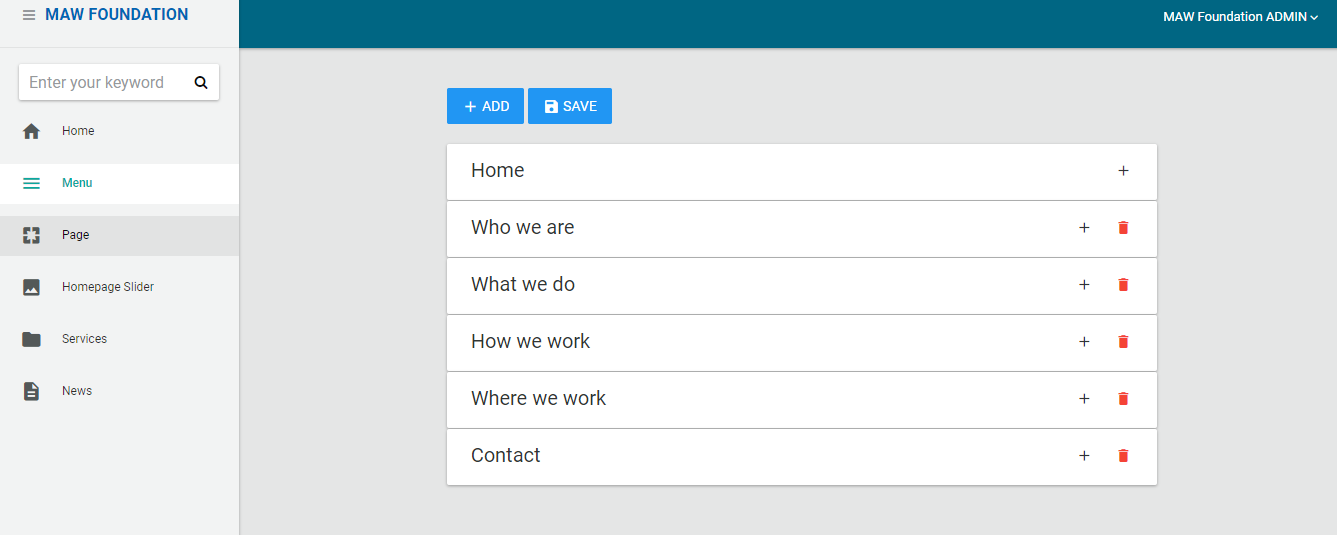 MAW FOUNDATION
MAW Foundation ADMIN
Enter your keyword
Home
Menu
Page
Homepage Slider
Services
News
ADD
SAVE
Home
Who we are
What we do
How we work
Where we work
Contact